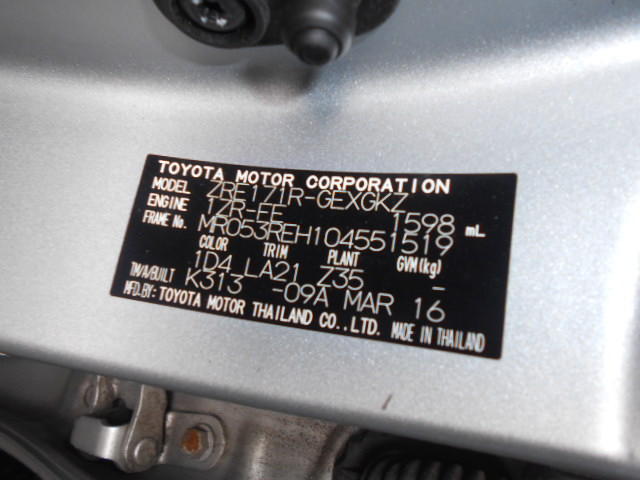 TOYOTA MOTOR CORPORATION
MODEL ZRE171R-GEXGKZ
ENGINE 1ZR-FE 1598 mL
FRAME No. MR053REH104551519
COLOR TRIM PLANT GVM(kg)
1D4 LA21 Z35 -
TM/A/BUILT K313 -09A MAR 16
MFD.BY: TOYOTA MOTOR THAILAND CO.,LTD. MADE IN THAILAND